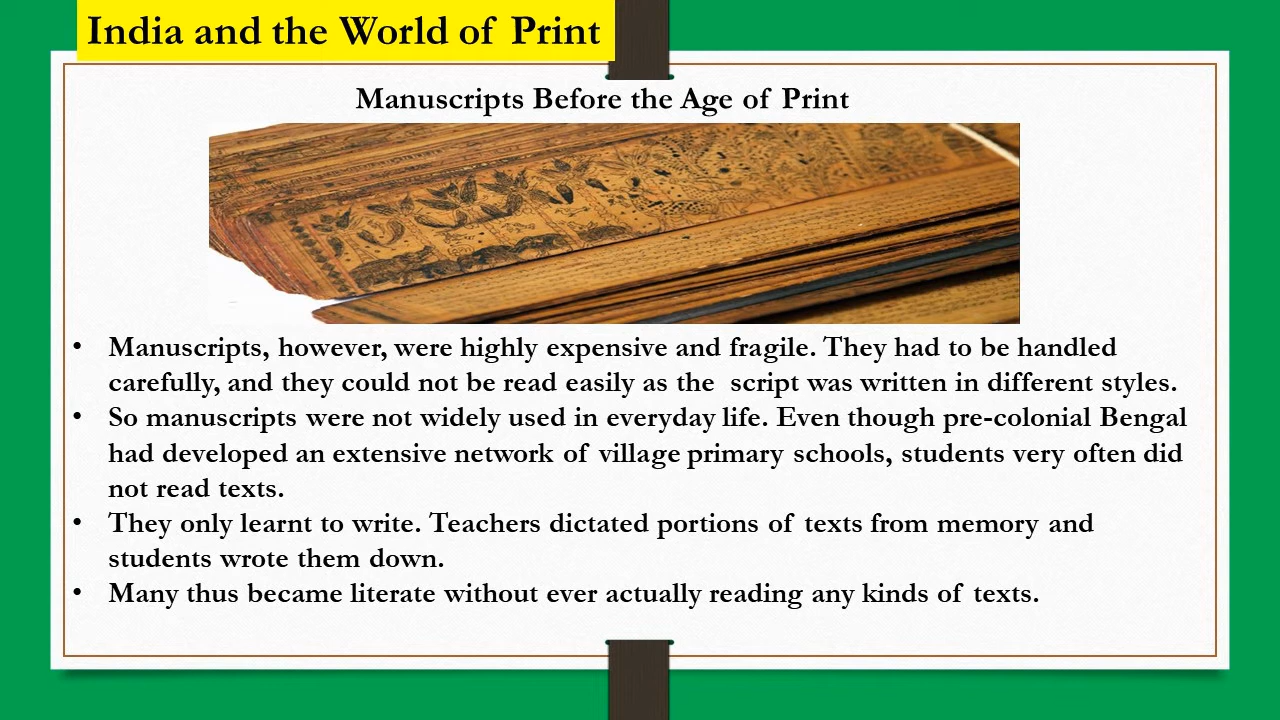 India and the World of Print
Manuscripts Before the Age of Print
• Manuscripts, however, were highly expensive and fragile. They had to be handled
carefully, and they could not be read easily as the script was written in different styles.
• So manuscripts were not widely used in everyday life. Even though pre-colonial Bengal
had developed an extensive network of village primary schools, students very often did
not read texts.
• They only learnt to write. Teachers dictated portions of texts from memory and
students wrote them down.
• Many thus became literate without ever actually reading any kinds of texts.